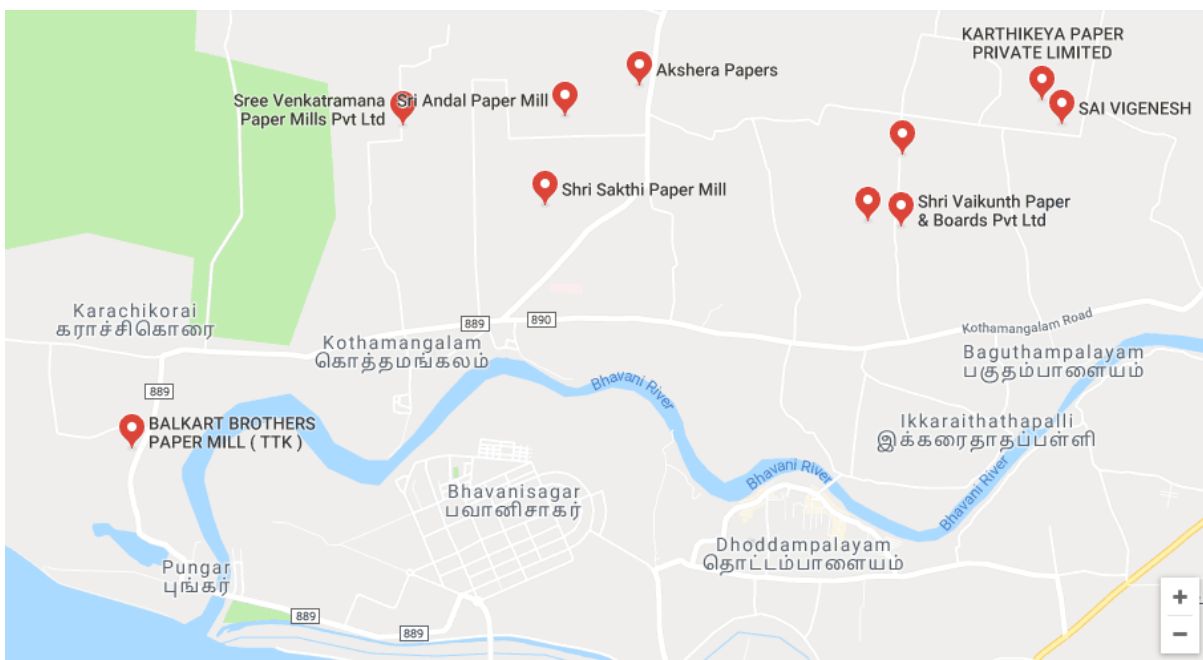 KARTHIKEYA PAPER
PRIVATE LIMITED
Akshera Papers
Sree Venkatramana
Paper Mills Pvt Ltd
Sri Andal Paper Mill
SAI VIGENESH
Shri Sakthi Paper Mill
Shri Vaikunth Paper
& Boards Pvt Ltd
Karachikorai
கராச்சிகொரை
889
890
Kothamangalam Road
Kothamangalam
கொத்தமங்கலம்
Baguthampalayam
பகுதம்பாளையம்
889
Bhavani River
BALKART BROTHERS
PAPER MILL ( TTK )
Ikkaraithathapalli
இக்கரைதாதப்பள்ளி
Bhavani River
Bhavani River
Bhavanisagar
பவானிசாகர்
Dhoddampalayam
தொட்டம்பாளையம்
Pungar
புங்கர்
889
889
+
−